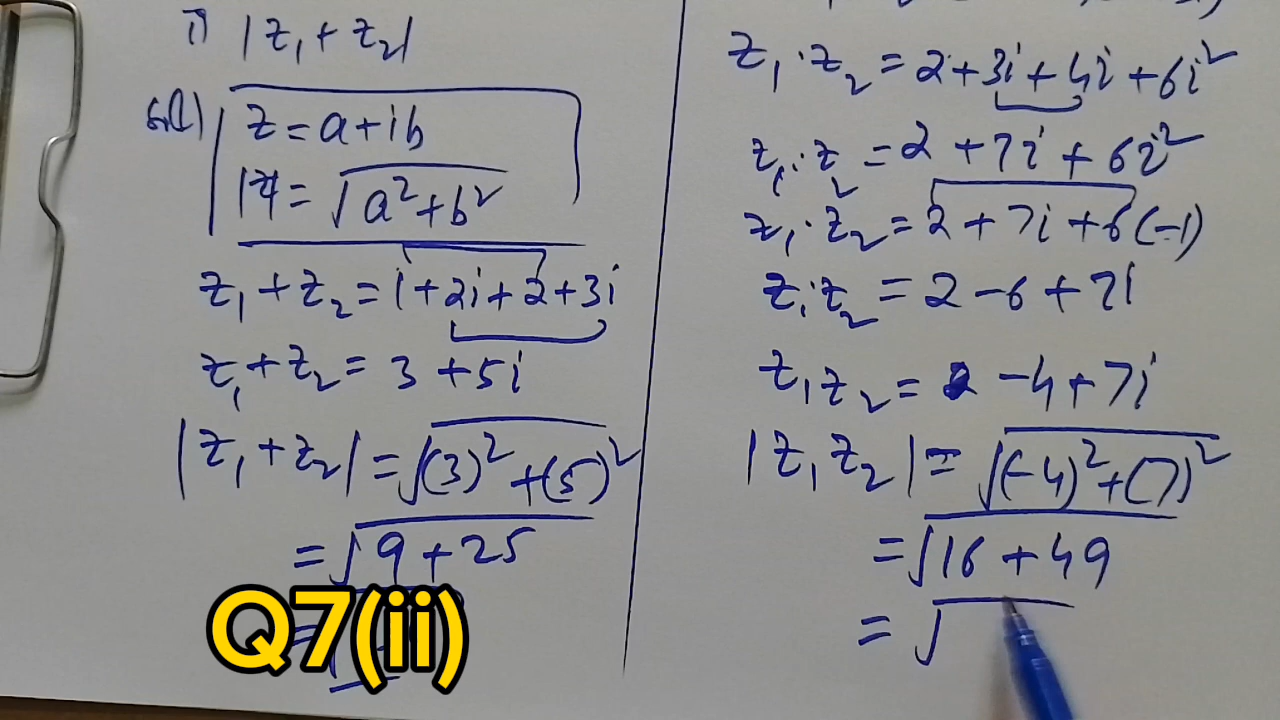 i) |z₁ + z₂|
Sol)
z = a + ib
|z| = √a² + b²
z₁ + z₂ = 1 + 2i + 2 + 3i
z₁ + z₂ = 3 + 5i
|z₁ + z₂| = √(3)² + (5)²
= √9 + 25
=
Q7(ii)
z₁ · z₂ = 2 + 3i + 4i + 6i²
z₁ · z₂ = 2 + 7i + 6i²
z₁ · z₂ = 2 + 7i + 6(-1)
z₁ · z₂ = 2 - 6 + 7i
z₁ z₂ = - 4 + 7i
|z₁ z₂| = √(-4)² + (7)²
= √16 + 49
= √